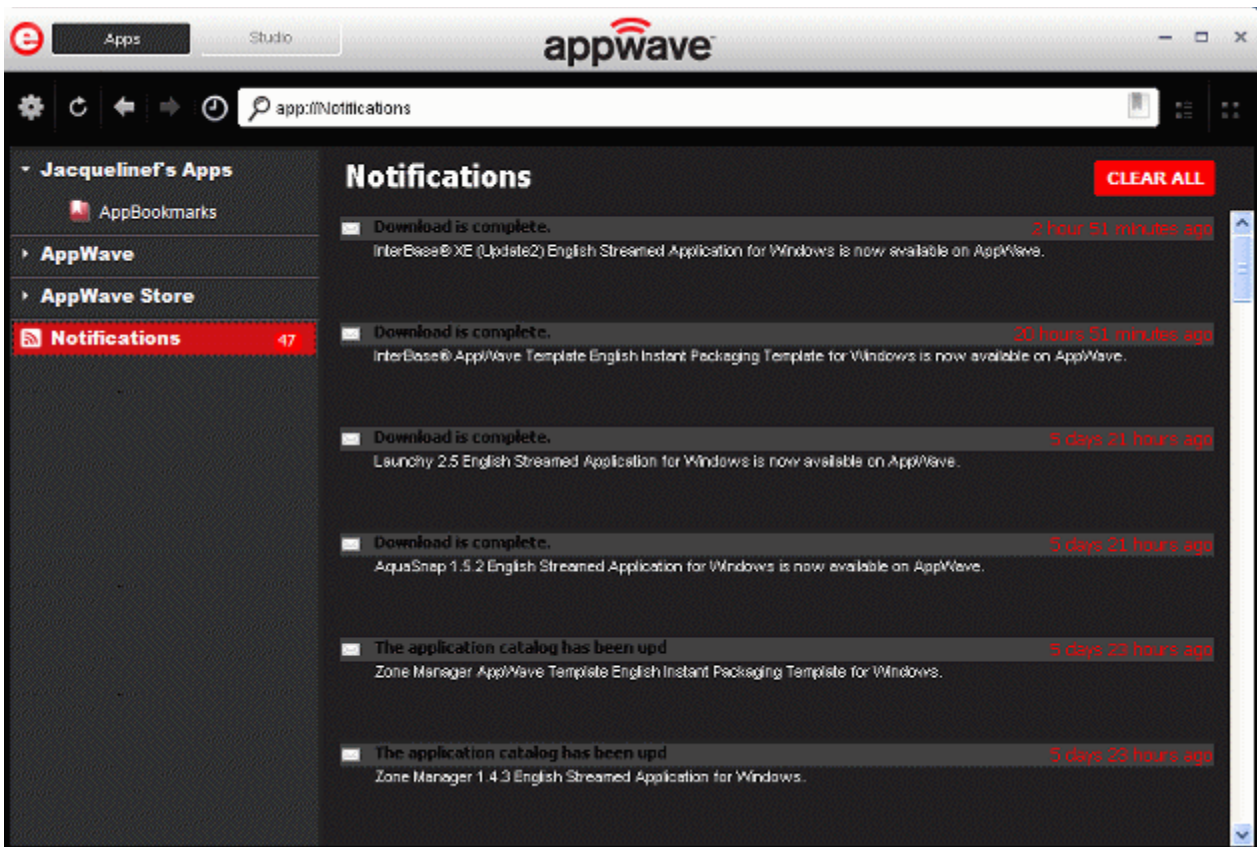 Apps
Studio
appwave
app://Notifications
Jacquelinef's Apps
AppBookmarks
AppWave
AppWave Store
Notifications 47
Notifications
CLEAR ALL
Download is complete. 2 hour 51 minutes ago
InterBase® XE (Update2) English Streamed Application for Windows is now available on AppWave.
Download is complete. 20 hours 51 minutes ago
InterBase® AppWave Template English Instant Packaging Template for Windows is now available on AppWave.
Download is complete. 5 days 21 hours ago
Launchy 2.5 English Streamed Application for Windows is now available on AppWave.
Download is complete. 5 days 21 hours ago
AquaSnap 1.5.2 English Streamed Application for Windows is now available on AppWave.
The application catalog has been upd 5 days 23 hours ago
Zone Manager AppWave Template English Instant Packaging Template for Windows.
The application catalog has been upd 5 days 23 hours ago
Zone Manager 1.4.3 English Streamed Application for Windows.